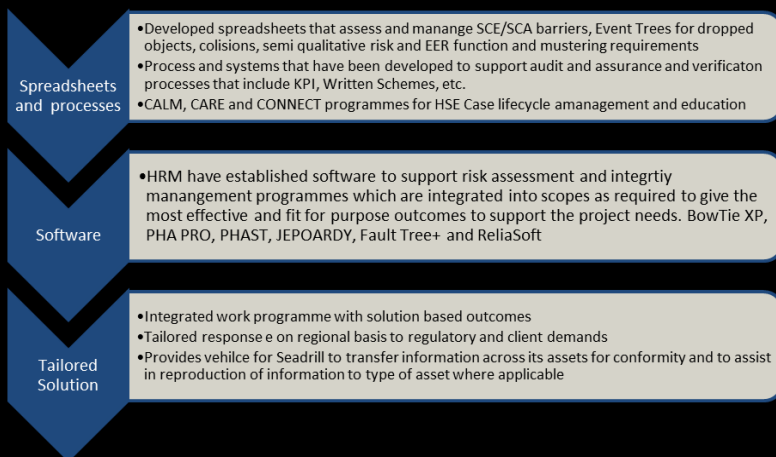 Spreadsheets
and processes
•Developed spreadsheets that assess and manange SCE/SCA barriers, Event Trees for dropped
objects, colisions, semi qualitative risk and EER function and mustering requirements
•Process and systems that have been developed to support audit and assurance and verificaton
processes that include KPI, Written Schemes, etc.
•CALM, CARE and CONNECT programmes for HSE Case lifecycle amanagement and education
Software
•HRM have established software to support risk assessment and integrtiy
manangement programmes which are integrated into scopes as required to give the
most effective and fit for purpose outcomes to support the project needs. BowTie XP,
PHA PRO, PHAST, JEPOARDY, Fault Tree+ and ReliaSoft
Tailored
Solution
•Integrated work programme with solution based outcomes
•Tailored response e on regional basis to regulatory and client demands
•Provides vehilce for Seadrill to transfer information across its assets for conformity and to assist
in reproduction of information to type of asset where applicable